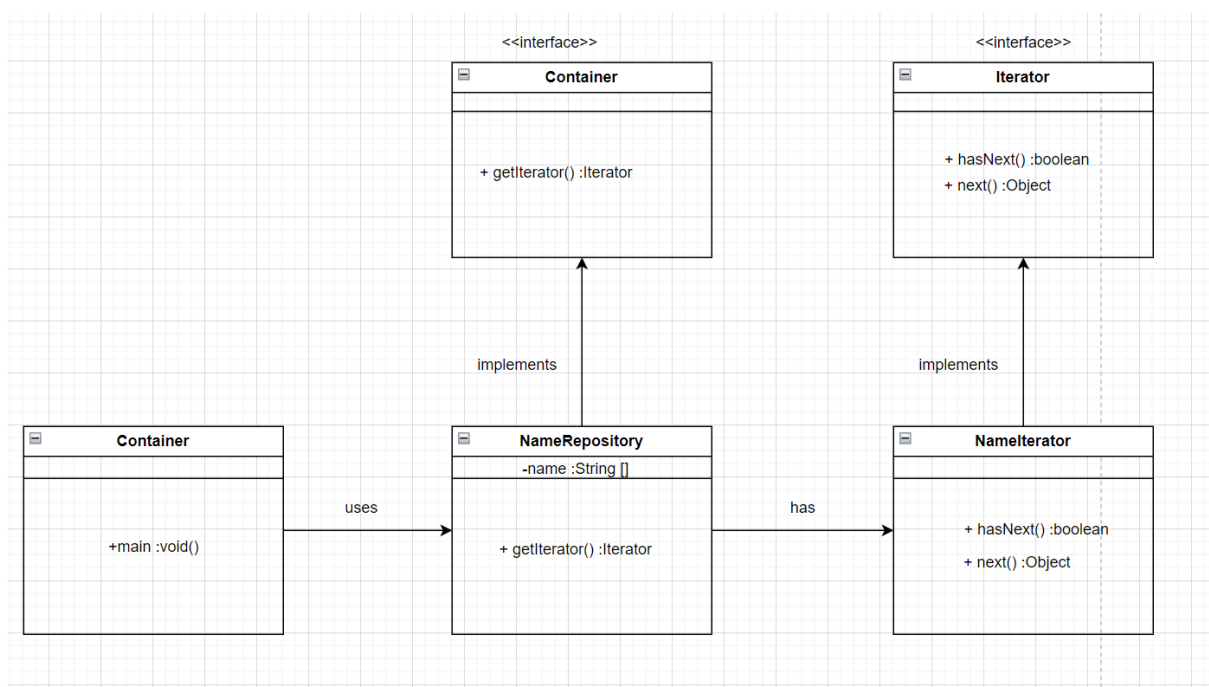 <<interface>>
Container
+ getIterator() :Iterator
<<interface>>
Iterator
+ hasNext() :boolean
+ next() :Object
implements
implements
Container
+main :void()
uses
NameRepository
-name :String []
+ getIterator() :Iterator
has
NameIterator
+ hasNext() :boolean
+ next() :Object